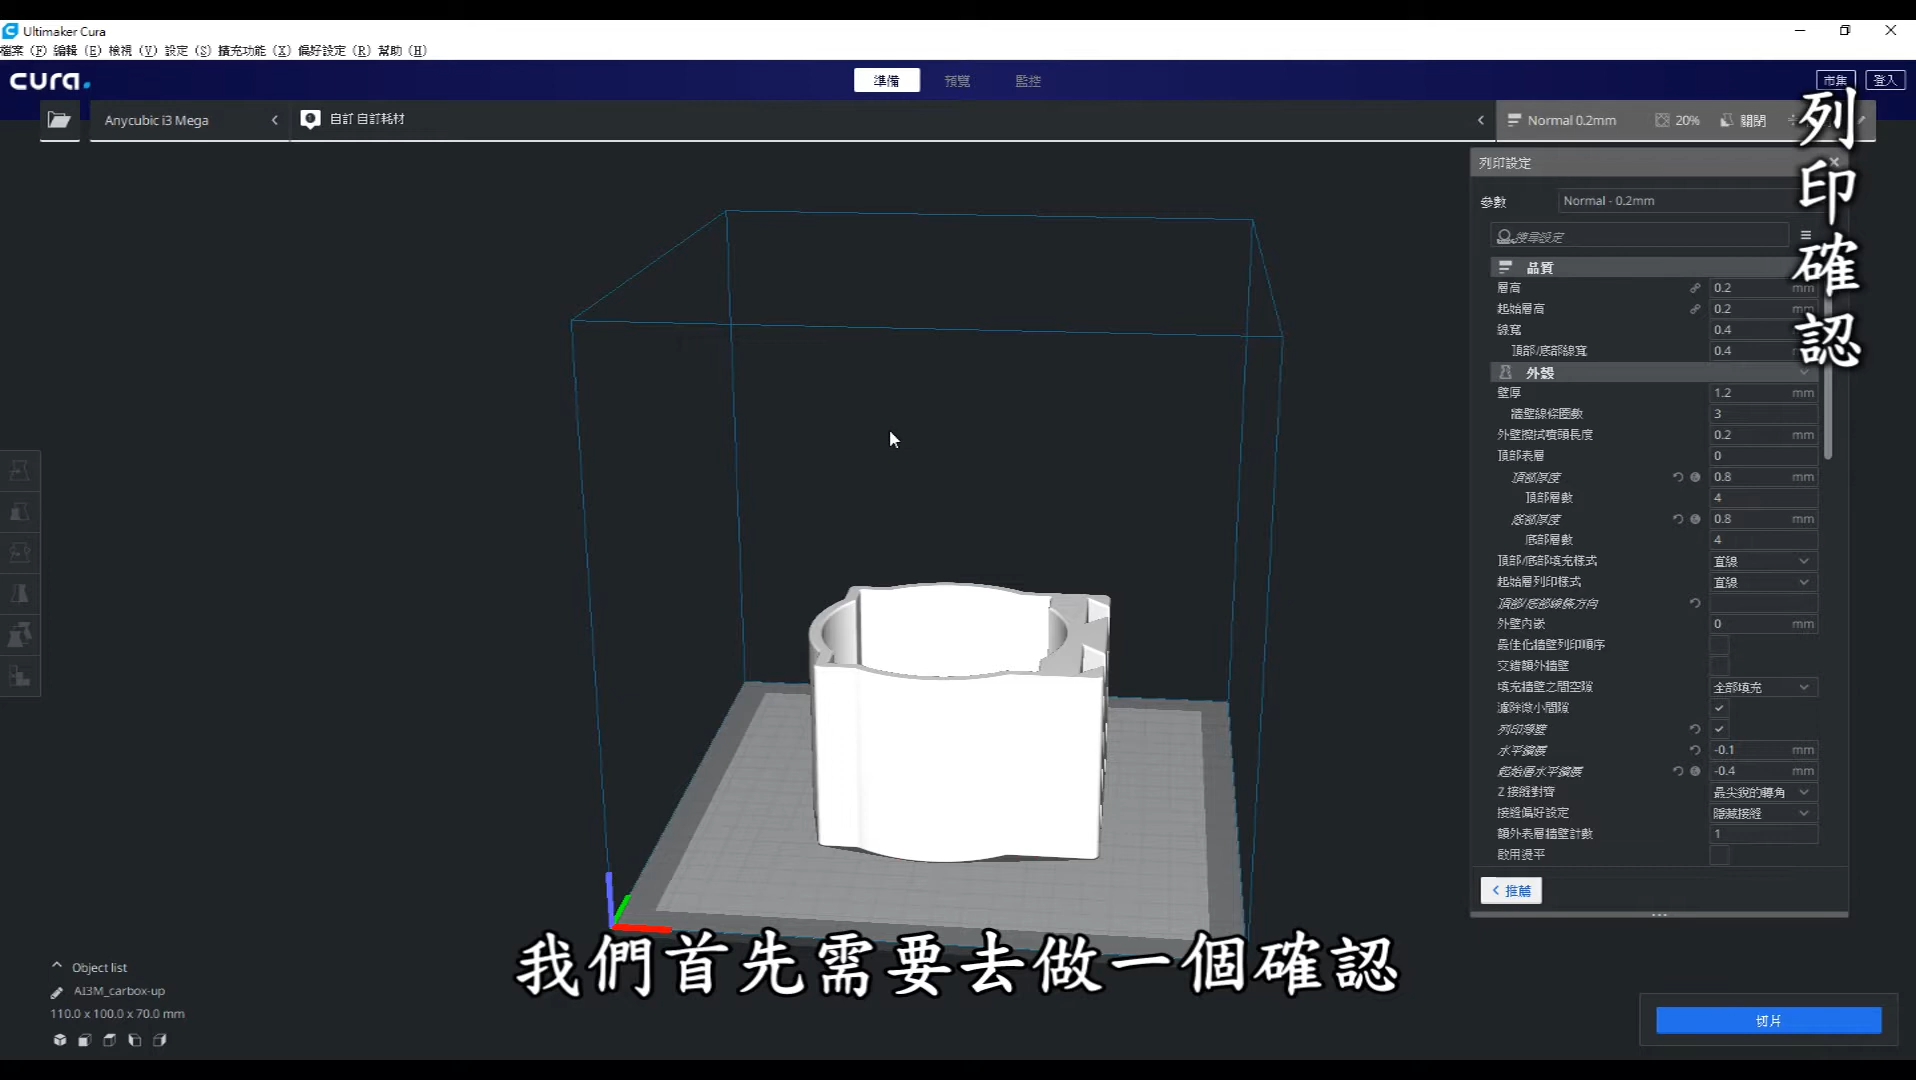 Ultimaker Cura
檔案 (F) 編輯 (E) 檢視 (V) 設定 (S) 擴充功能 (X) 偏好設定 (R) 幫助 (H)
cura.
準備 預覽 監控
市集 登入
Anycubic i3 Mega
自訂 自訂耗材
Normal 0.2mm 20% 關閉
列印確認
列印設定
參數 Normal - 0.2mm
搜尋設定
品質
層高 0.2 mm
起始層高 0.2 mm
線寬 0.4
頂部/底部線寬 0.4
外殼
壁厚 1.2 mm
牆壁線條圈數 3
外壁擦拭噴頭長度 0.2 mm
頂部表層 0
頂部厚度 0.8 mm
頂部層數 4
底部厚度 0.8 mm
底部層數 4
頂部/底部填充樣式 直線
起始層列印樣式 直線
頂部/底部線條方向
外壁內嵌 0 mm
最佳化牆壁列印順序
交錯額外牆壁
填充牆壁之間空隙 全部填充
濾除微小間隙
列印薄壁
水平擴展 -0.1 mm
起始層水平擴展 -0.4 mm
Z 接縫對齊 最尖銳的轉角
接縫偏好設定 隱藏接縫
額外表層牆壁計數 1
啟用燙平
推薦
我們首先需要去做一個確認
Object list
AI3M_carbox-up
110.0 x 100.0 x 70.0 mm
切片